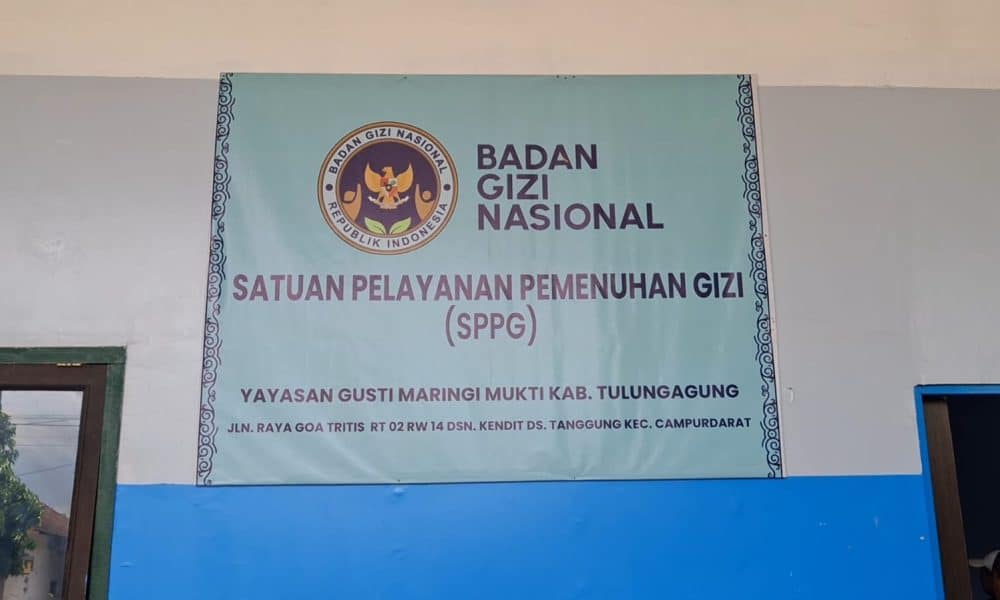 BADAN GIZI NASIONAL
REPUBLIK INDONESIA
BADAN
GIZI
NASIONAL
SATUAN PELAYANAN PEMENUHAN GIZI
(SPPG)
YAYASAN GUSTI MARINGI MUKTI KAB. TULUNGAGUNG
JLN. RAYA GOA TRITIS RT 02 RW 14 DSN. KENDIT DS. TANGGUNG KEC. CAMPURDARAT